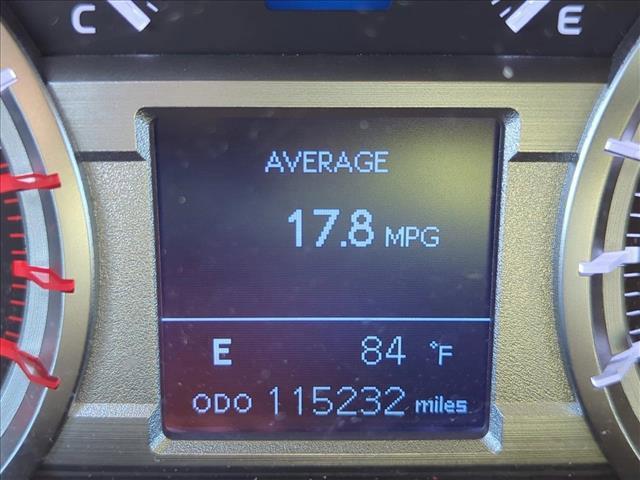 C E
AVERAGE
17.8 MPG
E 84 °F
ODO 115232 miles